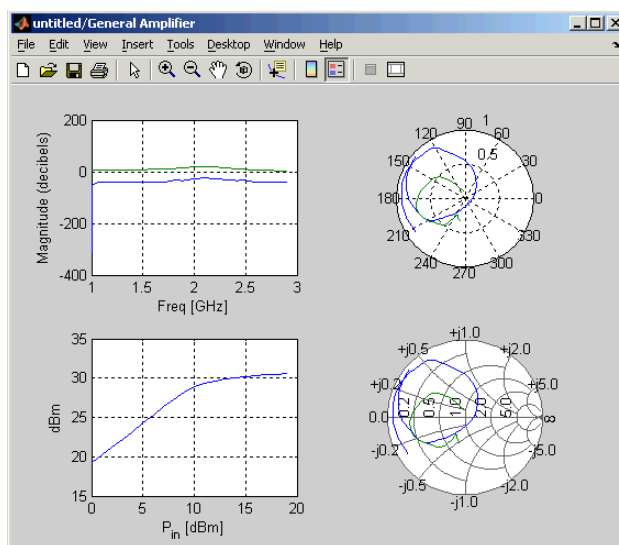 untitled/General Amplifier
File Edit View Insert Tools Desktop Window Help
200
0
-200
-400
Magnitude (decibels)
1 1.5 2 2.5 3
Freq [GHz]
90 1
120 60
0.5
150 30
180 0
210 330
240 300
270
35
30
25
20
15
dBm
0 5 10 15 20
P_in [dBm]
+j1.0
+j0.5 +j2.0
+j0.2 +j5.0
0.0 0.2 0.5 1.0 2.0 5.0 ∞
-j0.2 -j5.0
-j0.5 -j2.0
-j1.0